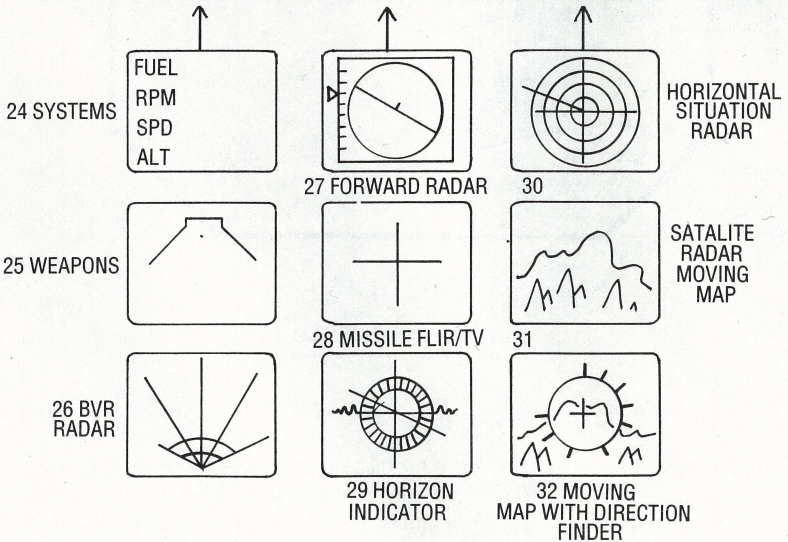 FUEL
RPM
SPD
ALT
24 SYSTEMS
27 FORWARD RADAR
30
HORIZONTAL
SITUATION
RADAR
25 WEAPONS
28 MISSILE FLIR/TV
31
SATALITE
RADAR
MOVING
MAP
26 BVR
RADAR
29 HORIZON
INDICATOR
32 MOVING
MAP WITH DIRECTION
FINDER